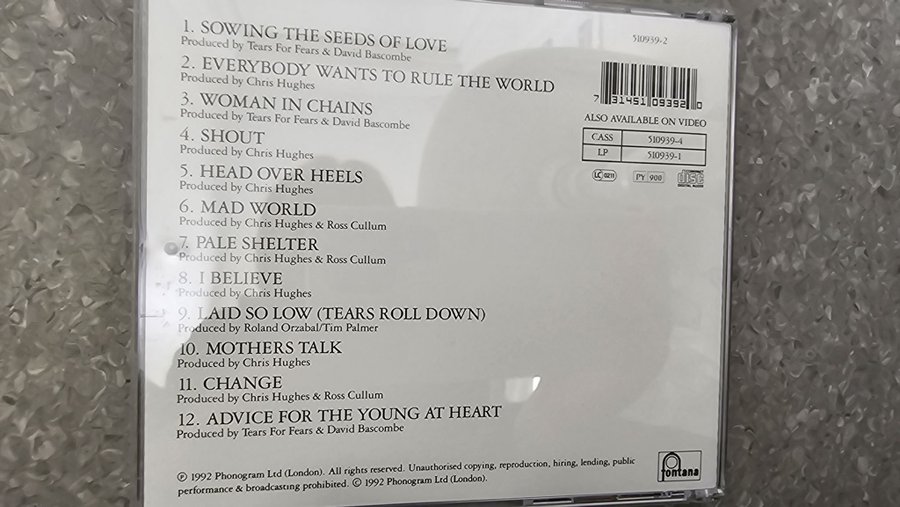 1. SOWING THE SEEDS OF LOVE
Produced by Tears For Fears & David Bascombe
2. EVERYBODY WANTS TO RULE THE WORLD
Produced by Chris Hughes
3. WOMAN IN CHAINS
Produced by Tears For Fears & David Bascombe
4. SHOUT
Produced by Chris Hughes
5. HEAD OVER HEELS
Produced by Chris Hughes
6. MAD WORLD
Produced by Chris Hughes & Ross Cullum
7. PALE SHELTER
Produced by Chris Hughes & Ross Cullum
8. I BELIEVE
Produced by Chris Hughes
9. LAID SO LOW (TEARS ROLL DOWN)
Produced by Roland Orzabal/Tim Palmer
10. MOTHERS TALK
Produced by Chris Hughes
11. CHANGE
Produced by Chris Hughes & Ross Cullum
12. ADVICE FOR THE YOUNG AT HEART
Produced by Tears For Fears & David Bascombe
510939-2
7 31451 09392 0
ALSO AVAILABLE ON VIDEO
CASS 510939-4
LP 510939-1
LC 0211 PY 900 disc
DIGITAL AUDIO
℗ 1992 Phonogram Ltd (London). All rights reserved. Unauthorised copying, reproduction, hiring, lending, public
performance & broadcasting prohibited. © 1992 Phonogram Ltd (London).
fontana